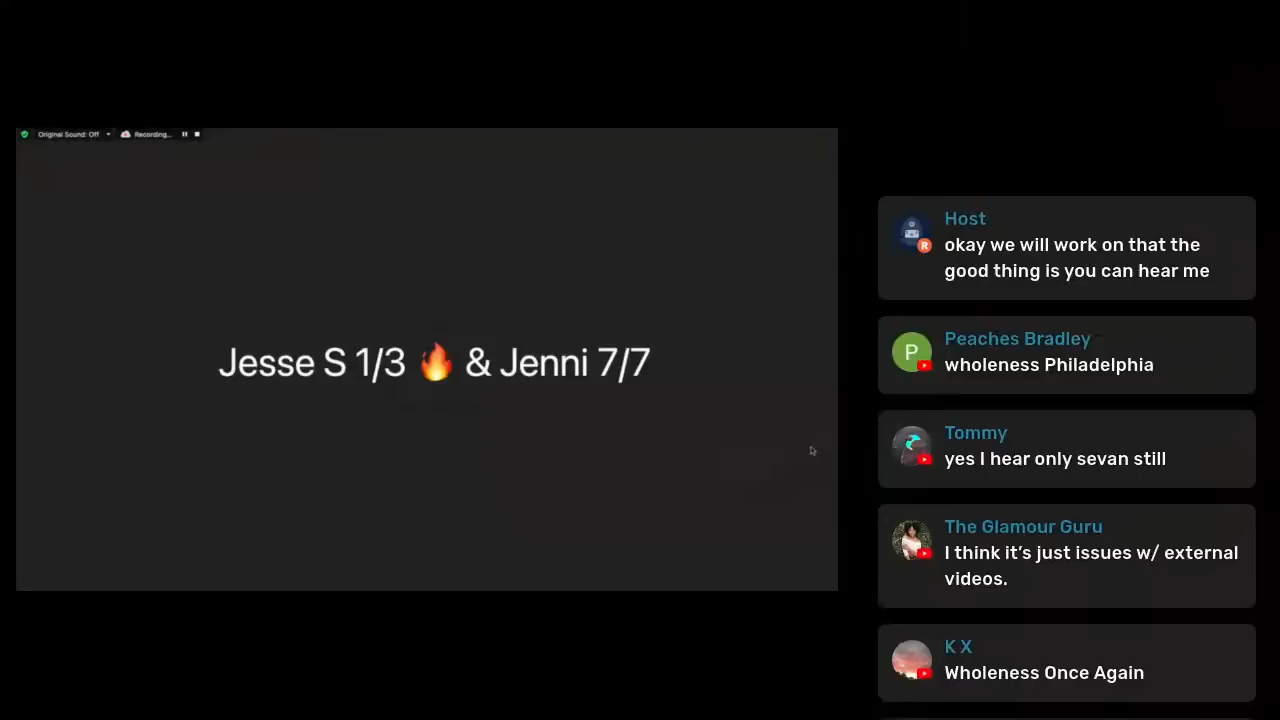 Original Sound: Off
Recording...
Jesse S 1/3 🔥 & Jenni 7/7
Host
okay we will work on that the
good thing is you can hear me
P
Peaches Bradley
wholeness Philadelphia
Tommy
yes I hear only sevan still
The Glamour Guru
I think it’s just issues w/ external
videos.
K X
Wholeness Once Again